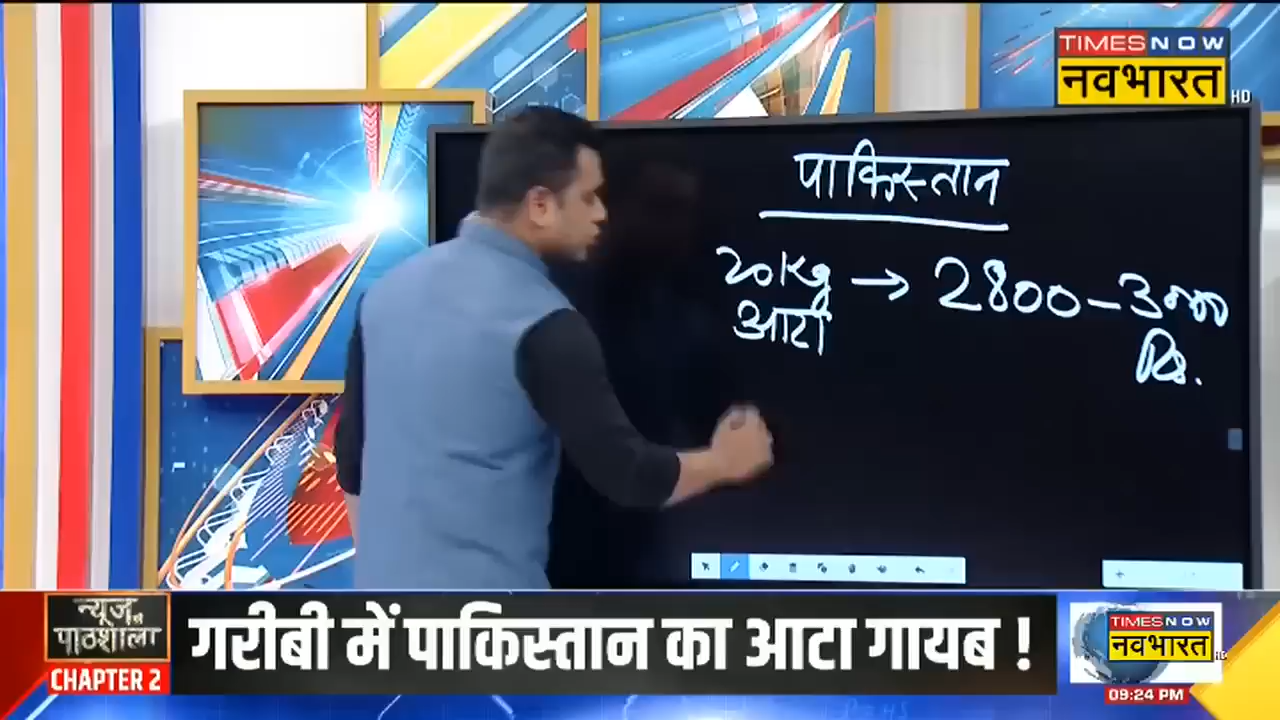 TIMES NOW
नवभारत
HD
पाकिस्तान
20Kg → 2800-3000
आटा
Rs.
न्यूज़ की
पाठशाला
CHAPTER 2
गरीबी में पाकिस्तान का आटा गायब !
TIMES NOW
नवभारत
09:24 PM